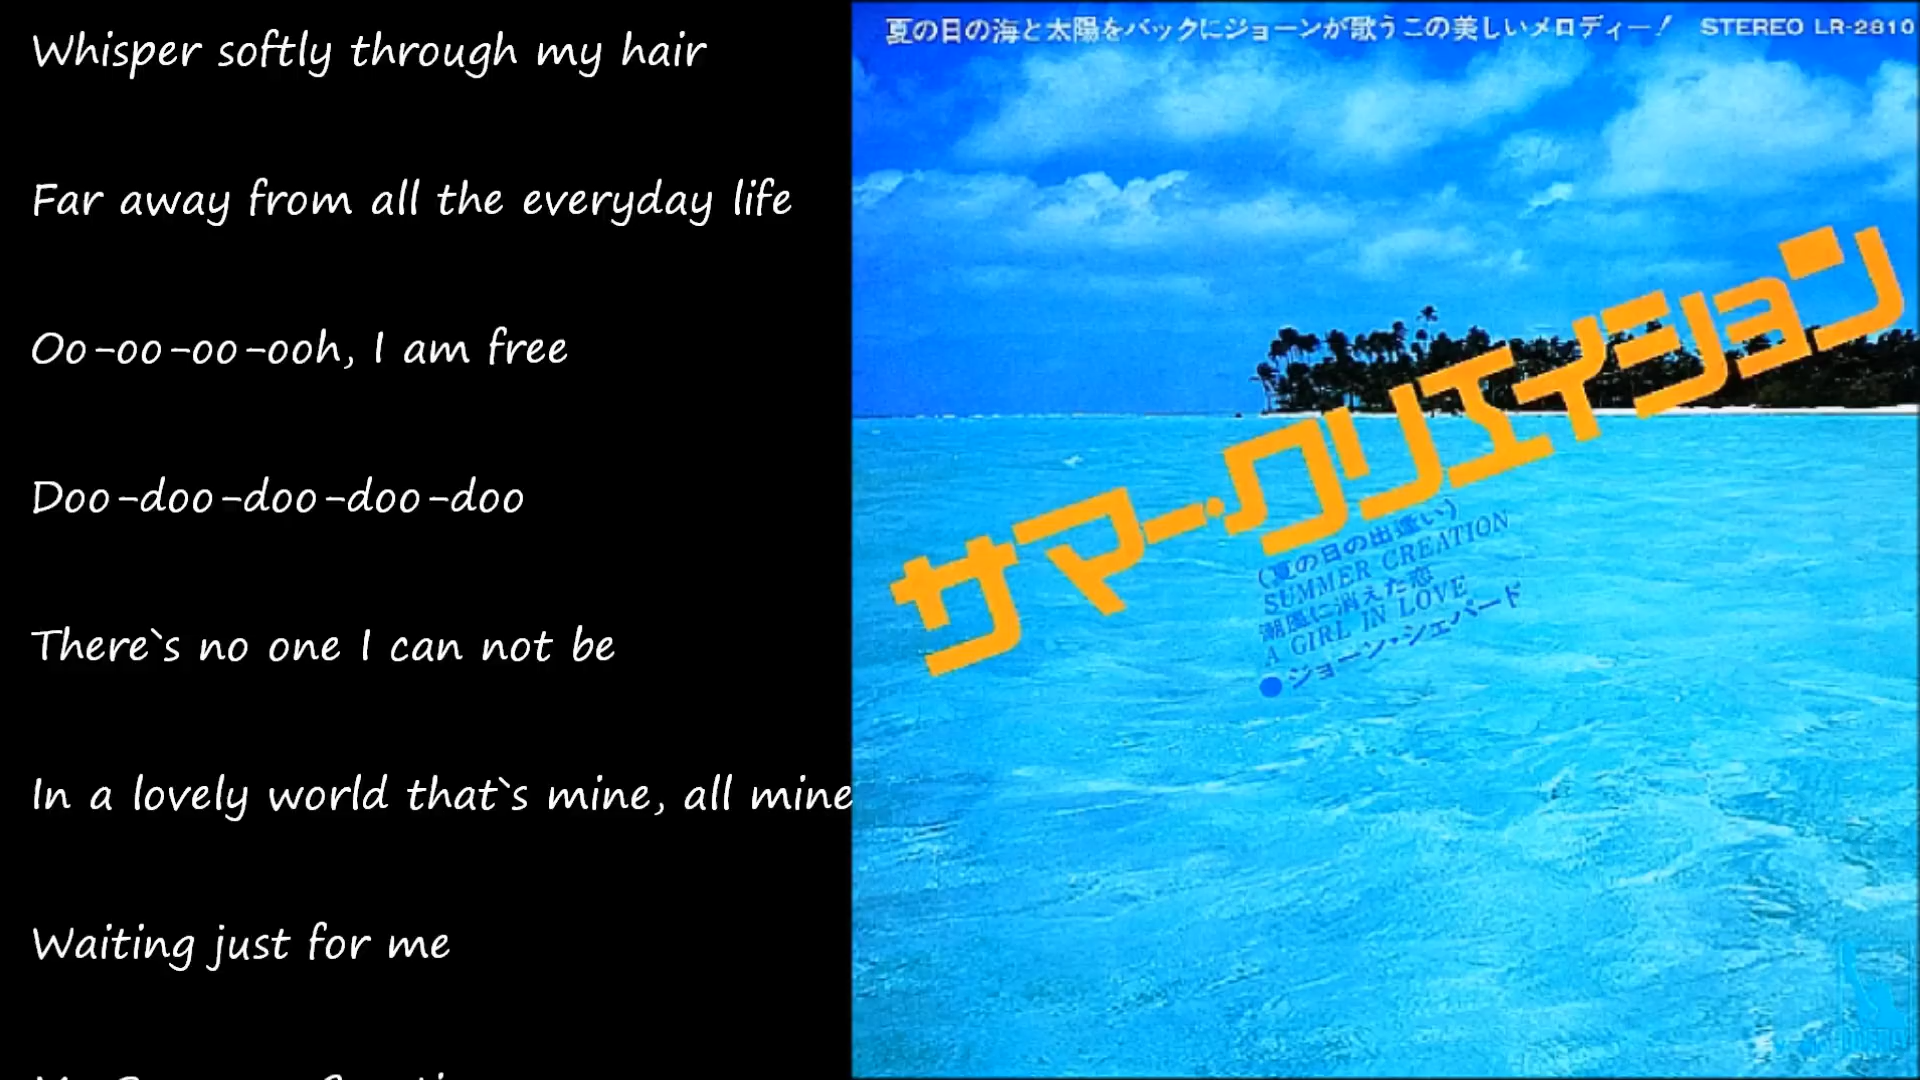 Whisper softly through my hair
Far away from all the everyday life
Oo-oo-oo-ooh, I am free
Doo-doo-doo-doo-doo
There`s no one I can not be
In a lovely world that`s mine, all mine
Waiting just for me
夏の日の海と太陽をバックにジョーンが歌うこの美しいメロディー! STEREO LR-2810
サマー・クリエイション
(夏の日の出逢い)
SUMMER CREATION
潮風に消えた恋
A GIRL IN LOVE
●ジョーン・シェパード